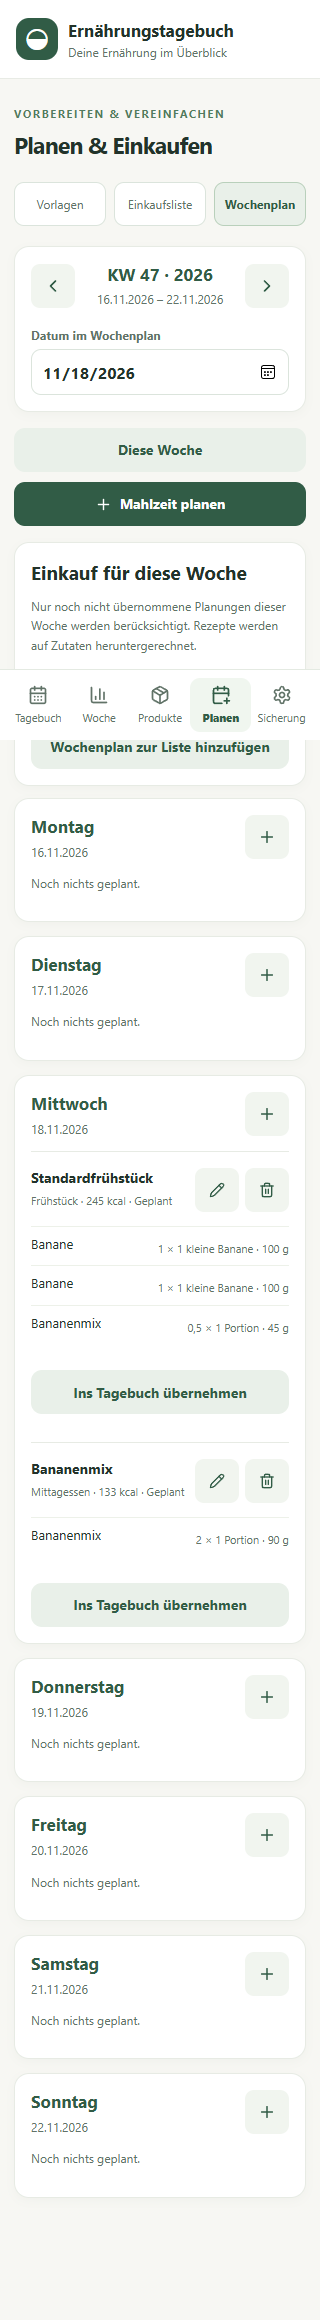 Ernährungstagebuch
Deine Ernährung im Überblick
VORBEREITEN & VEREINFACHEN
Planen & Einkaufen
Vorlagen
Einkaufsliste
Wochenplan
KW 47 · 2026
16.11.2026 – 22.11.2026
Datum im Wochenplan
11/18/2026
Diese Woche
Mahlzeit planen
Einkauf für diese Woche
Nur noch nicht übernommene Planungen dieser
Woche werden berücksichtigt. Rezepte werden
auf Zutaten heruntergerechnet.
Tagebuch
Woche
Produkte
Planen
Sicherung
Wochenplan zur Liste hinzufügen
Montag
16.11.2026
Noch nichts geplant.
Dienstag
17.11.2026
Noch nichts geplant.
Mittwoch
18.11.2026
Standardfrühstück
Frühstück · 245 kcal · Geplant
Banane
1 × 1 kleine Banane · 100 g
Banane
1 × 1 kleine Banane · 100 g
Bananenmix
0,5 × 1 Portion · 45 g
Ins Tagebuch übernehmen
Bananenmix
Mittagessen · 133 kcal · Geplant
Bananenmix
2 × 1 Portion · 90 g
Ins Tagebuch übernehmen
Donnerstag
19.11.2026
Noch nichts geplant.
Freitag
20.11.2026
Noch nichts geplant.
Samstag
21.11.2026
Noch nichts geplant.
Sonntag
22.11.2026
Noch nichts geplant.